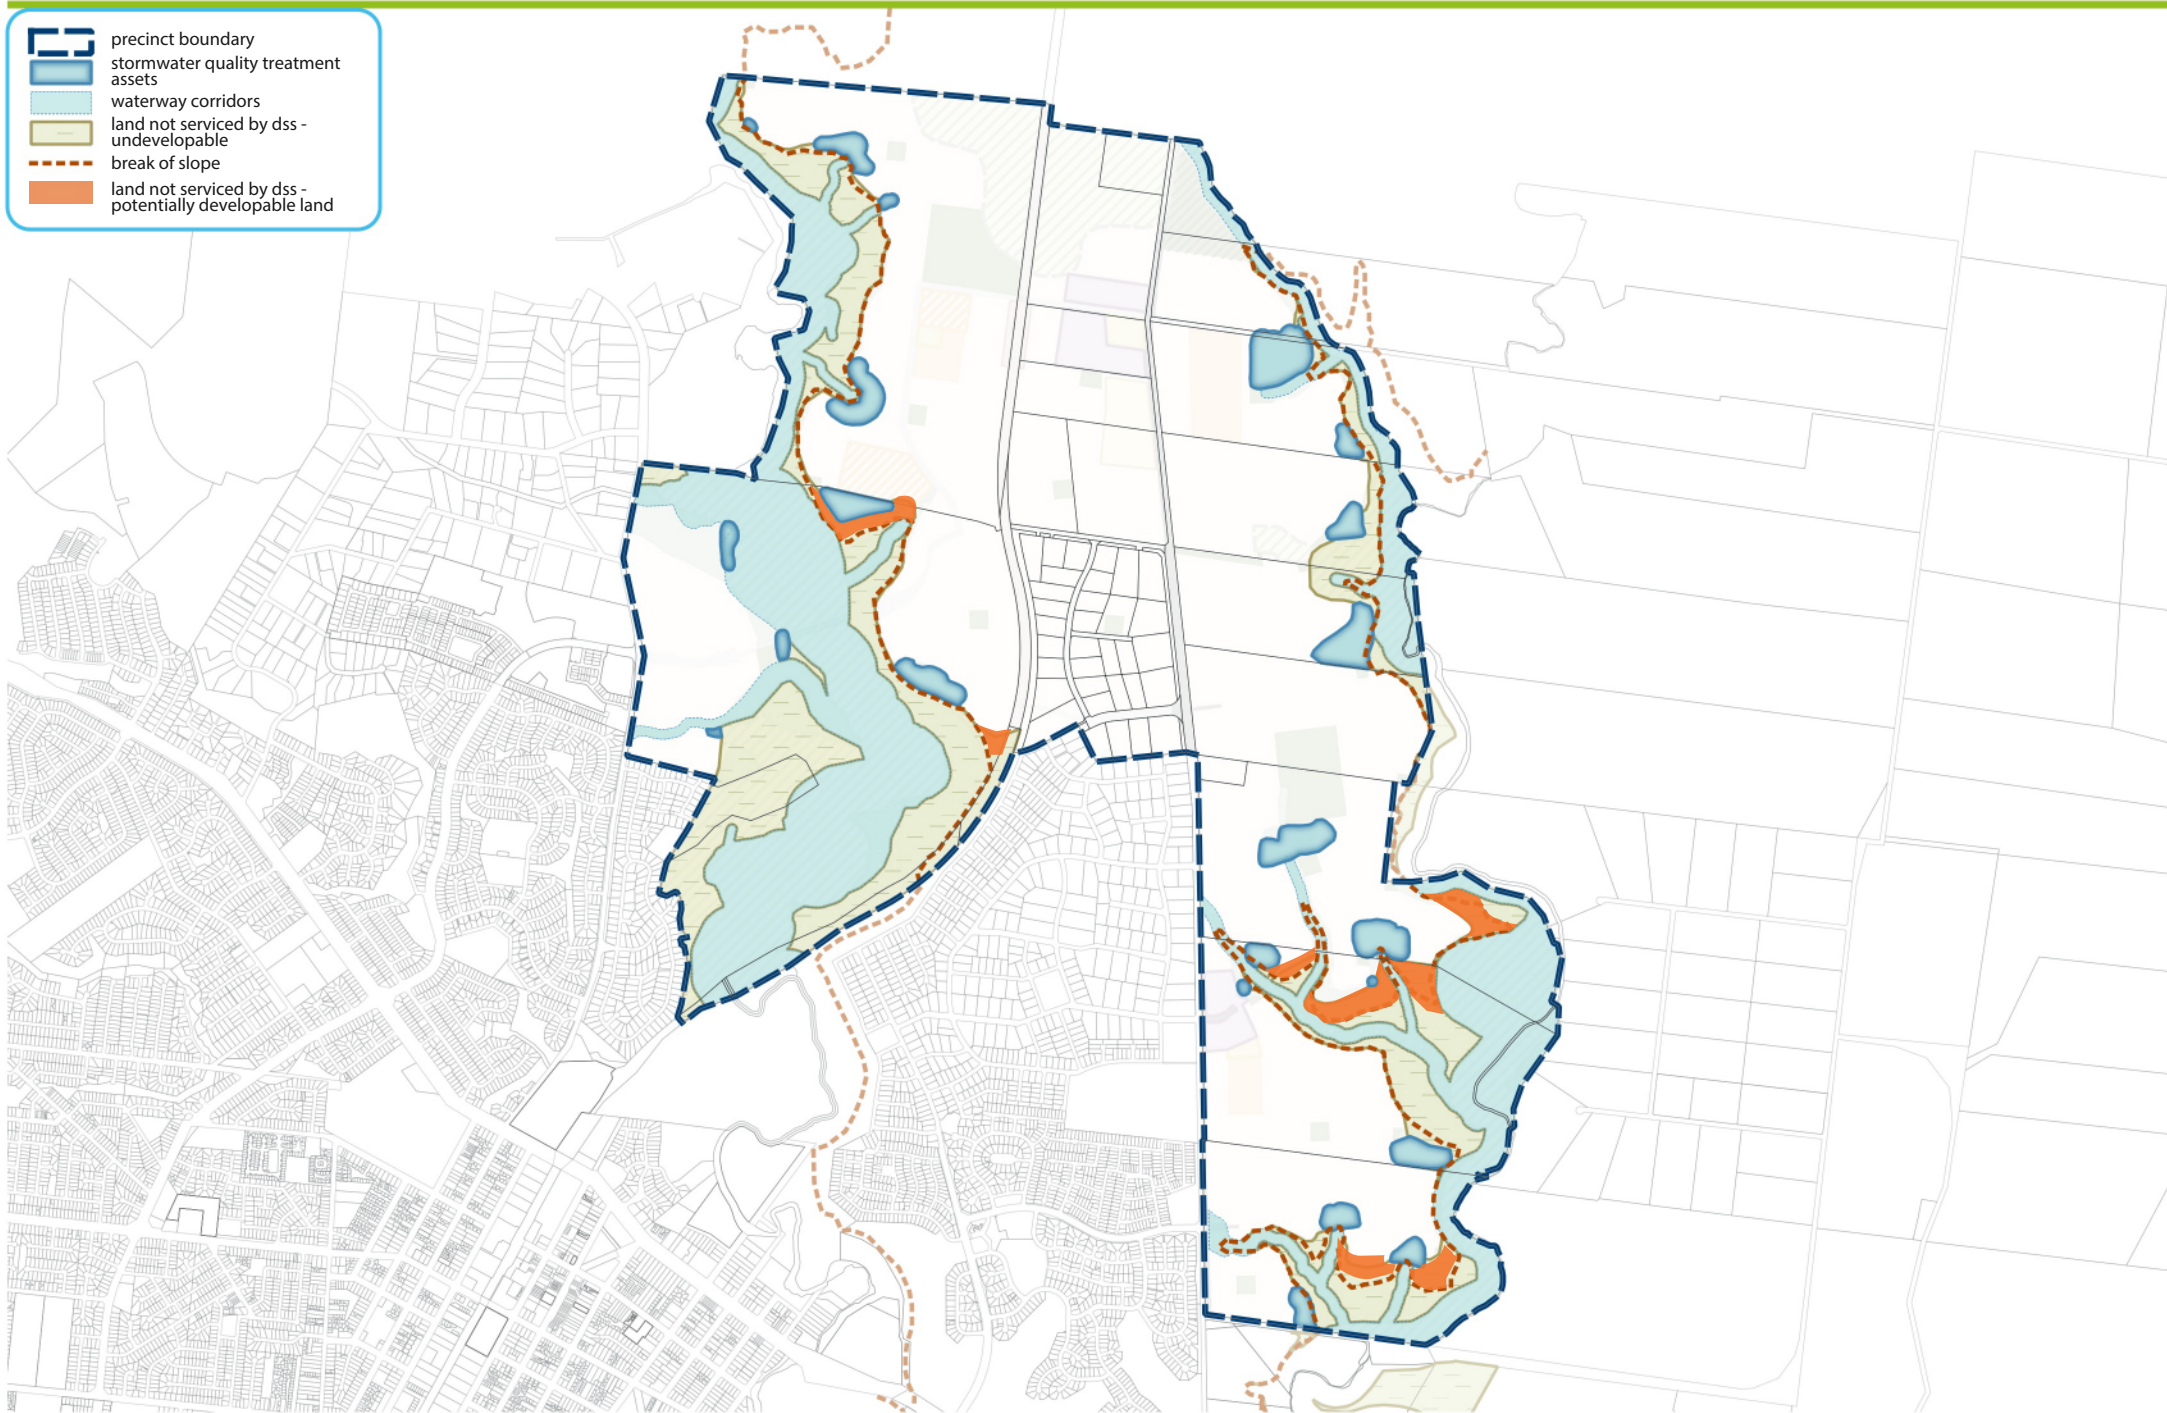 precinct boundary
stormwater quality treatment
assets
waterway corridors
land not serviced by dss -
undevelopable
break of slope
land not serviced by dss -
potentially developable land